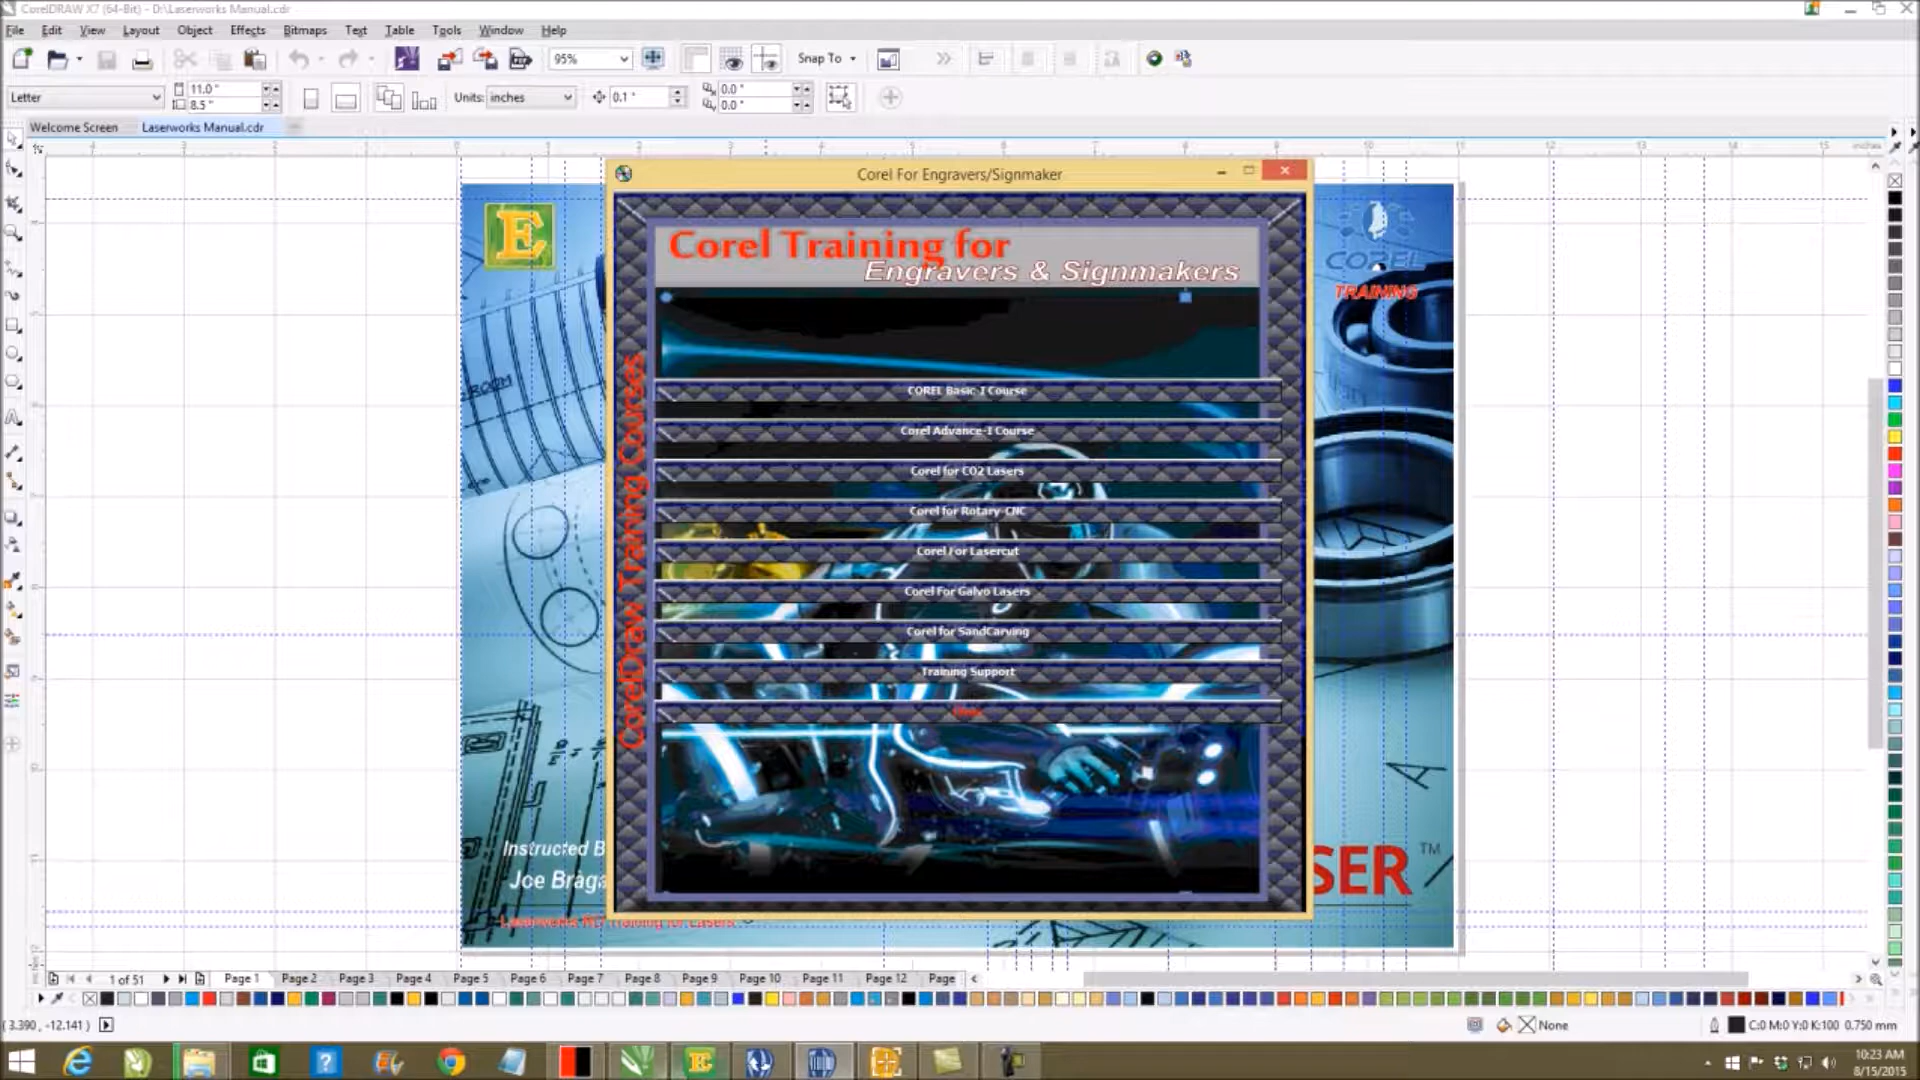 CorelDRAW X7 (64-Bit) - D:\Laserworks Manual.cdr
File Edit View Layout Object Effects Bitmaps Text Table Tools Window Help
95% Snap To
Letter 11.0 " 8.5 " Units: inches 0.1 " 0.0 " 0.0 "
Welcome Screen Laserworks Manual.cdr
inches
Corel For Engravers/Signmaker
E
COREL
TRAINING
Corel Training for
Engravers & Signmakers
CorelDraw Training Courses
ROOM
COREL Basic-I Course
Corel Advance-I Course
Corel for CO2 Lasers
Corel for Rotary-CNC
Corel For Lasercut
Corel For Galvo Lasers
Corel for SandCarving
Training Support
Instructed B
Joe Braga
SER TM
A
1 of 51 Page 1 Page 2 Page 3 Page 4 Page 5 Page 6 Page 7 Page 8 Page 9 Page 10 Page 11 Page 12 Page
( 3.390 , -12.141 ) None C:0 M:0 Y:0 K:100 0.750 mm
10:23 AM
8/15/2015